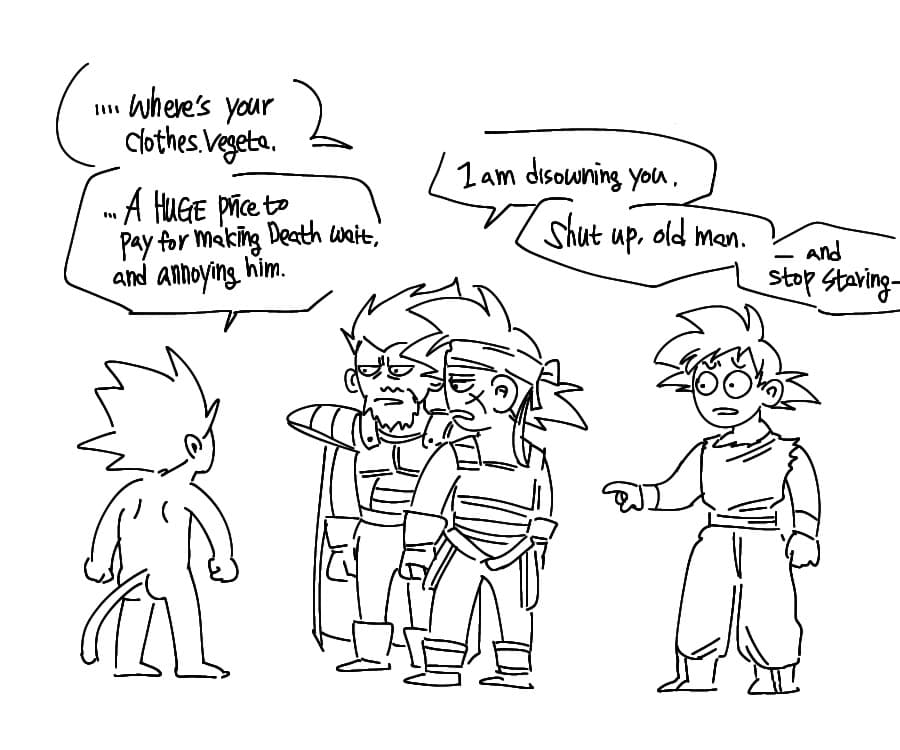 .... Where's your
clothes. Vegeta.
... A HUGE price to
pay for making Death wait,
and annoying him.
I am disowning you.
Shut up, old man.
— and
stop staring—